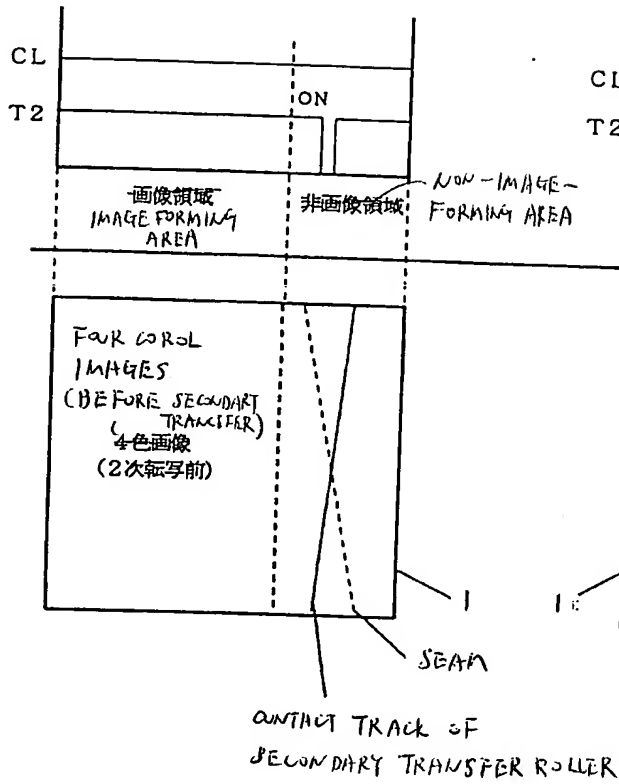 CL
T2
ON
CL
T2
画像領域
IMAGE FORMING
AREA
非画像領域
NON-IMAGE-
FORMING AREA
FOUR COROL
IMAGES
(BEFORE SECONDART
( TRANSFER)
4色画像
(2次転写前)
1
1E
SEAM
CONTACT TRACK OF
SECONDARY TRANSFER ROLLER